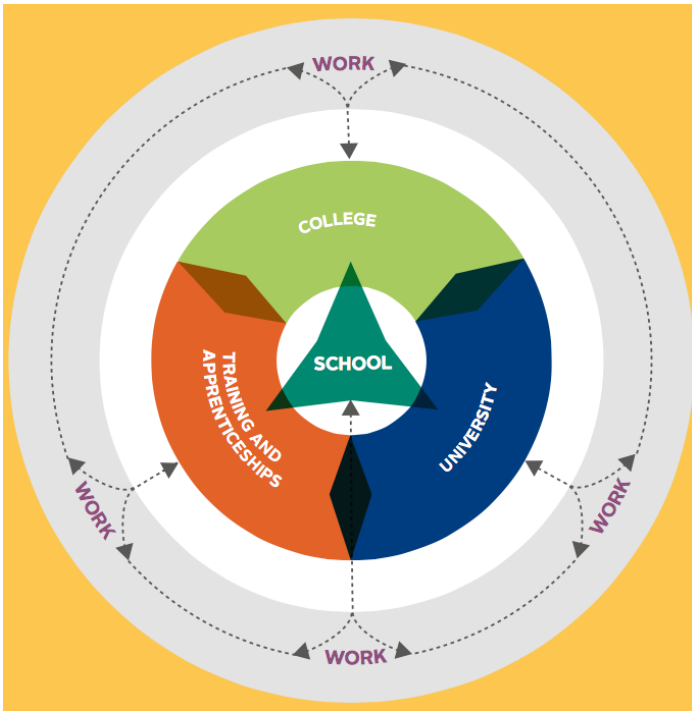 WORK
COLLEGE
SCHOOL
TRAINING AND
APPRENTICESHIPS
UNIVERSITY
WORK
WORK
WORK